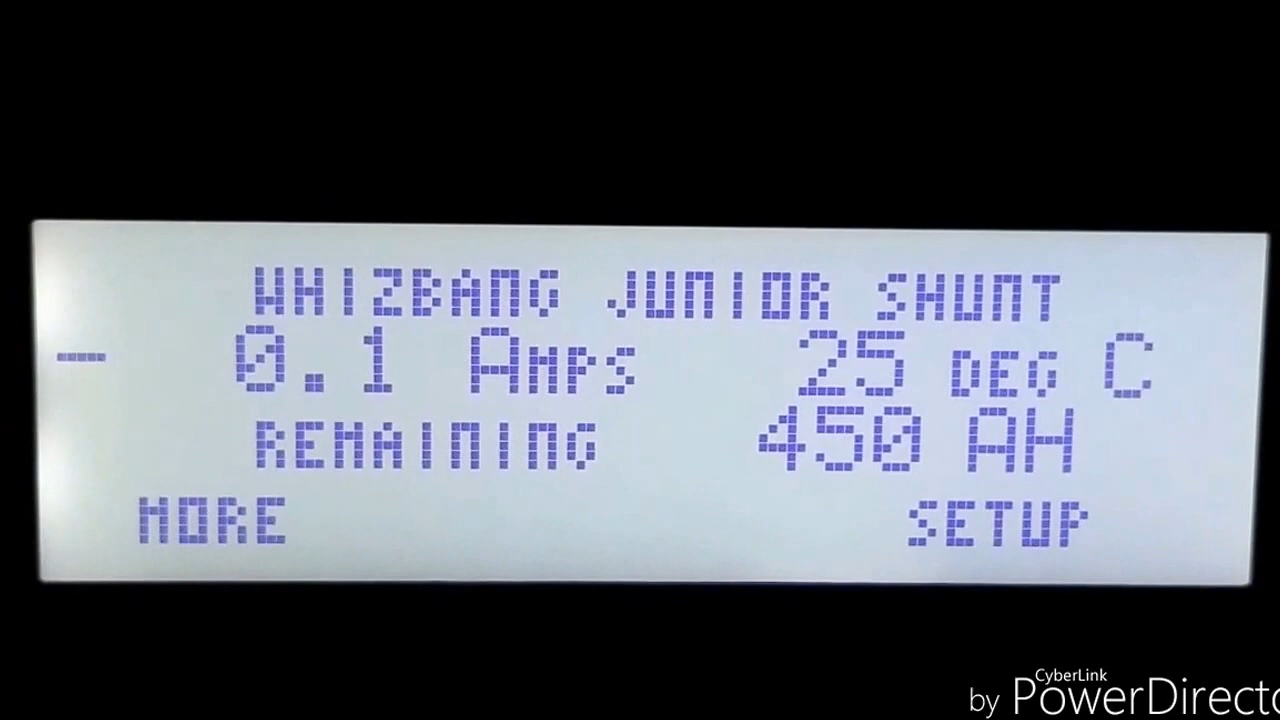 WHIZBANG JUNIOR SHUNT
- 0.1 AMPS 25 DEG C
REMAINING 450 AH
MORE SETUP
CyberLink
by PowerDirecto